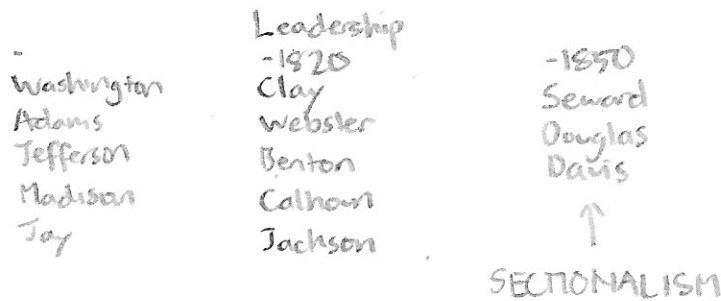 Leadership
-
Washington
Adams
Jefferson
Madison
Jay
-1820
Clay
Webster
Benton
Calhoun
Jackson
-1850
Seward
Douglas
Davis
↑
SECTIONALISM